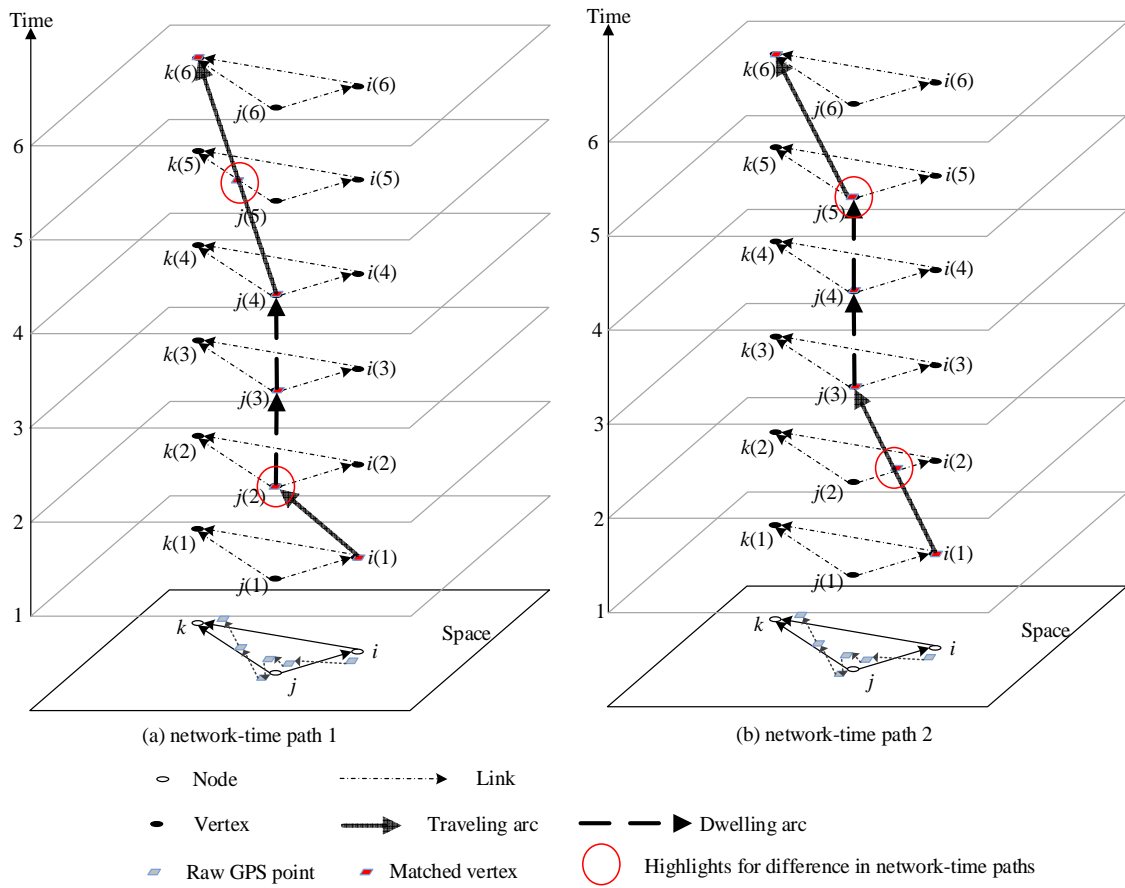 Time
k(6)
i(6)
j(6)
6
k(5)
i(5)
j(5)
5
k(4)
i(4)
j(4)
4
k(3)
i(3)
j(3)
3
k(2)
i(2)
j(2)
2
k(1)
i(1)
j(1)
1
k
Space
i
j
(a) network-time path 1
Time
k(6)
i(6)
j(6)
6
k(5)
i(5)
j(5)
5
k(4)
i(4)
j(4)
4
k(3)
i(3)
j(3)
3
k(2)
i(2)
j(2)
2
k(1)
i(1)
j(1)
1
k
Space
i
j
(b) network-time path 2
Node
Link
Vertex
Traveling arc
Dwelling arc
Raw GPS point
Matched vertex
Highlights for difference in network-time paths